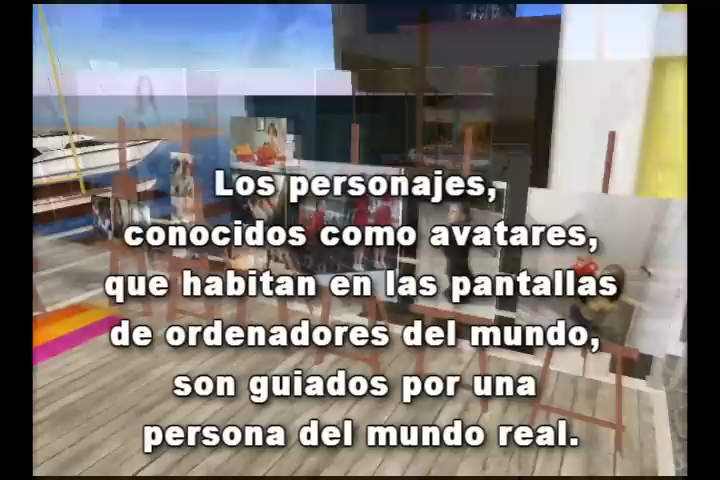 Los personajes,
conocidos como avatares,
que habitan en las pantallas
de ordenadores del mundo,
son guiados por una
persona del mundo real.